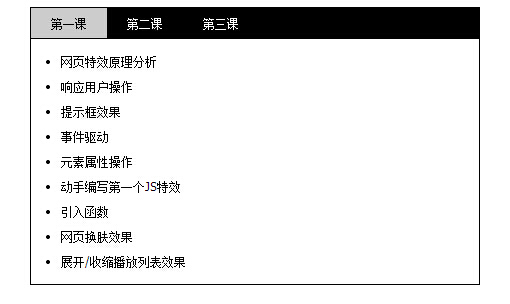 第一课 第二课 第三课
网页特效原理分析
响应用户操作
提示框效果
事件驱动
元素属性操作
动手编写第一个JS特效
引入函数
网页换肤效果
展开/收缩播放列表效果